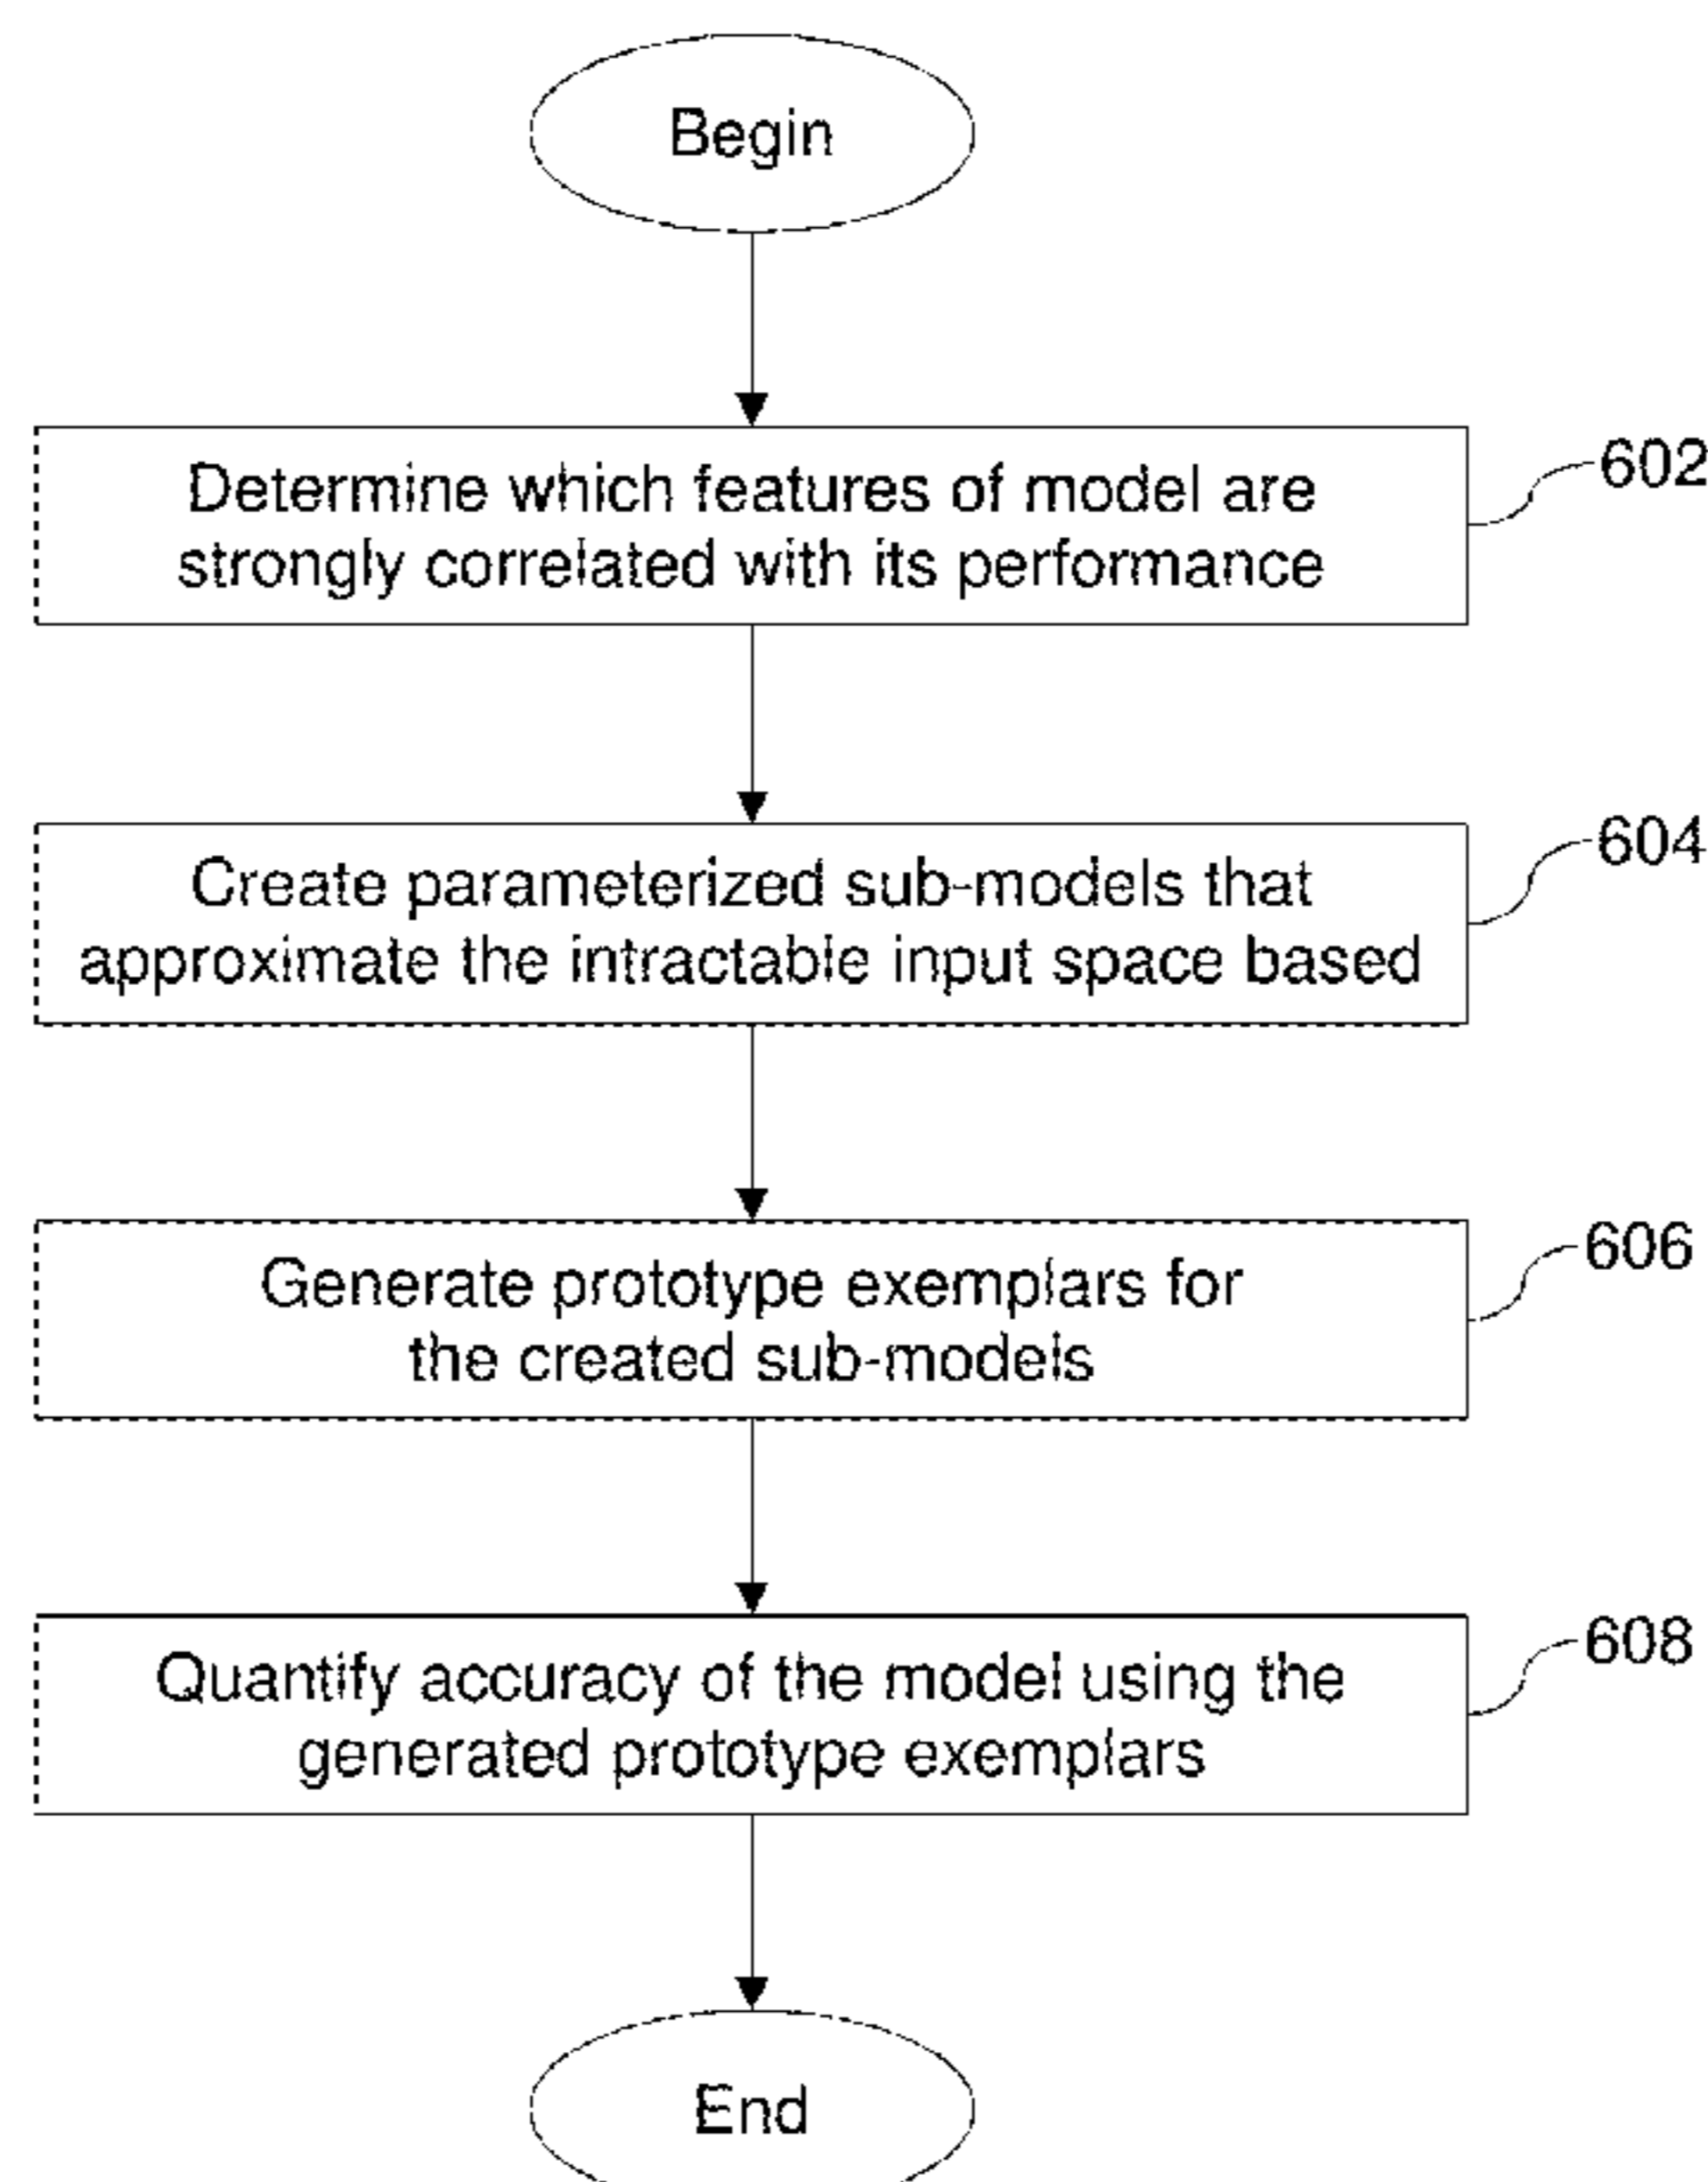 Begin
Determine which features of model are
strongly correlated with its performance
602
Create parameterized sub-models that
approximate the intractable input space based
604
Generate prototype exemplars for
the created sub-models
606
Quantify accuracy of the model using the
generated prototype exemplars
608
End